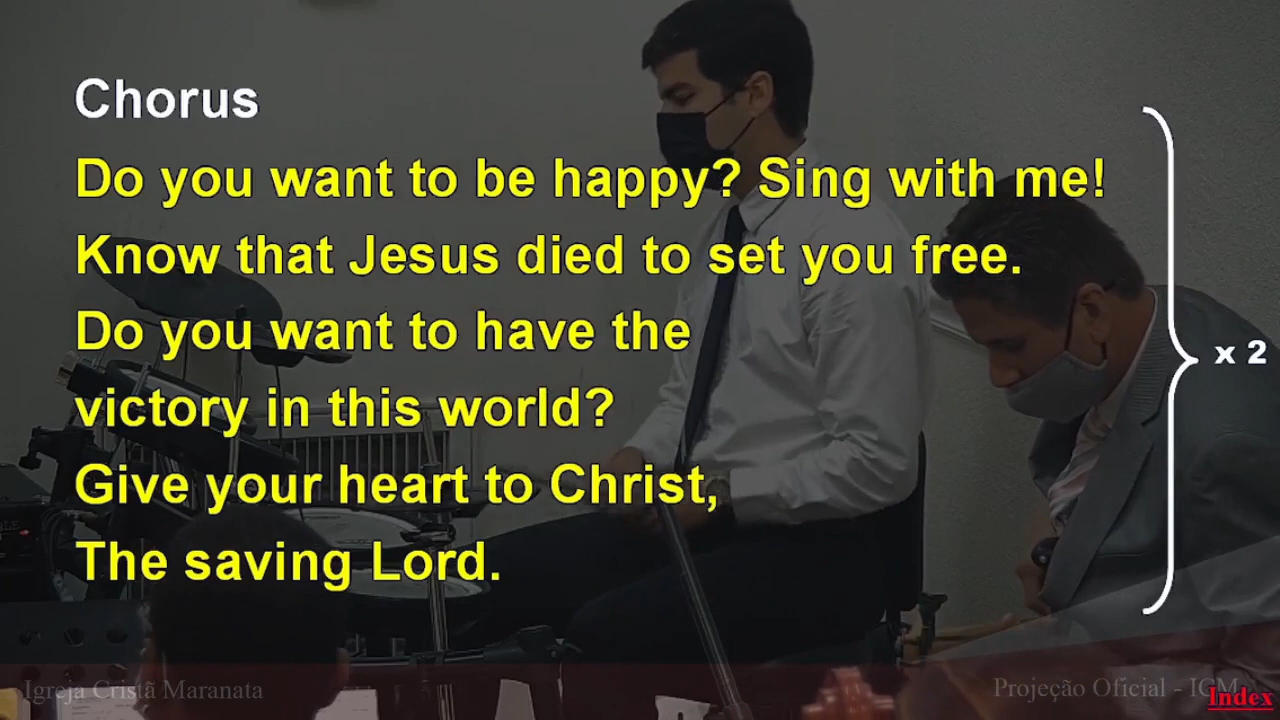 Chorus
Do you want to be happy? Sing with me!
Know that Jesus died to set you free.
Do you want to have the
victory in this world?
Give your heart to Christ,
The saving Lord.
x 2
Igreja Cristã Maranata
Projeção Oficial - ICM
Index